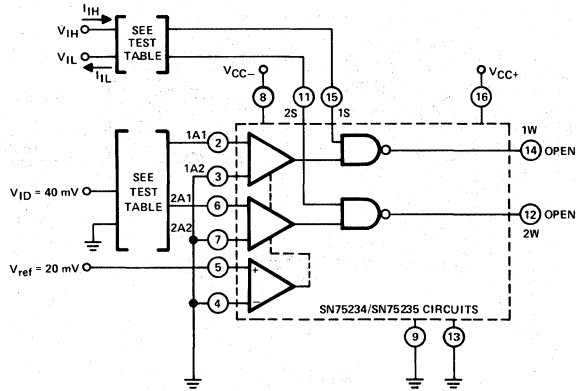 IIH
VIH
VIL
IIL
SEE
TEST
TABLE
VCC−
8
11
2S
15
1S
VCC+
16
1A1
2
1A2
3
2A1
6
2A2
7
5
4
VID = 40 mV
SEE
TEST
TABLE
Vref = 20 mV
+
−
1W
14 OPEN
12 OPEN
2W
SN75234/SN75235 CIRCUITS
9
13